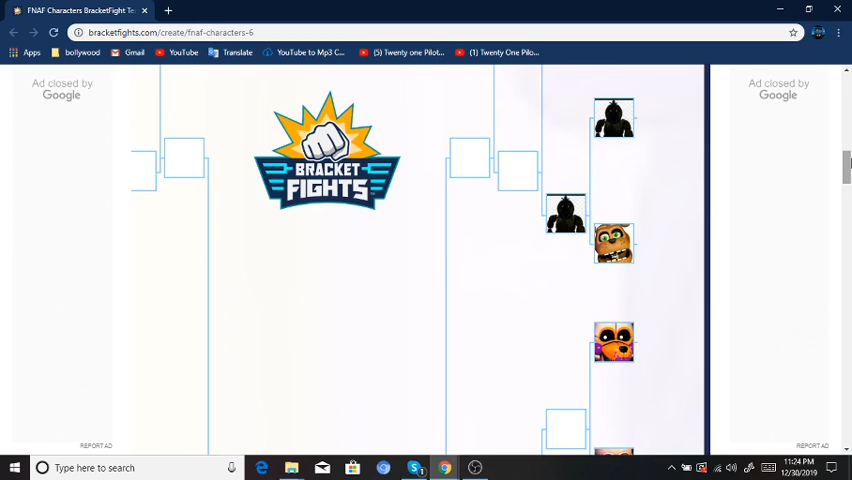 FNAF Characters BracketFight Te
bracketfights.com/create/fnaf-characters-6
Apps bollywood Gmail YouTube Translate YouTube to Mp3 C... (5) Twenty one Pilot... (1) Twenty One Pilo...
Ad closed by
Google
Ad closed by
Google
BRACKET
FIGHTS
REPORT AD
REPORT AD
Type here to search
1
11:24 PM
12/30/2019